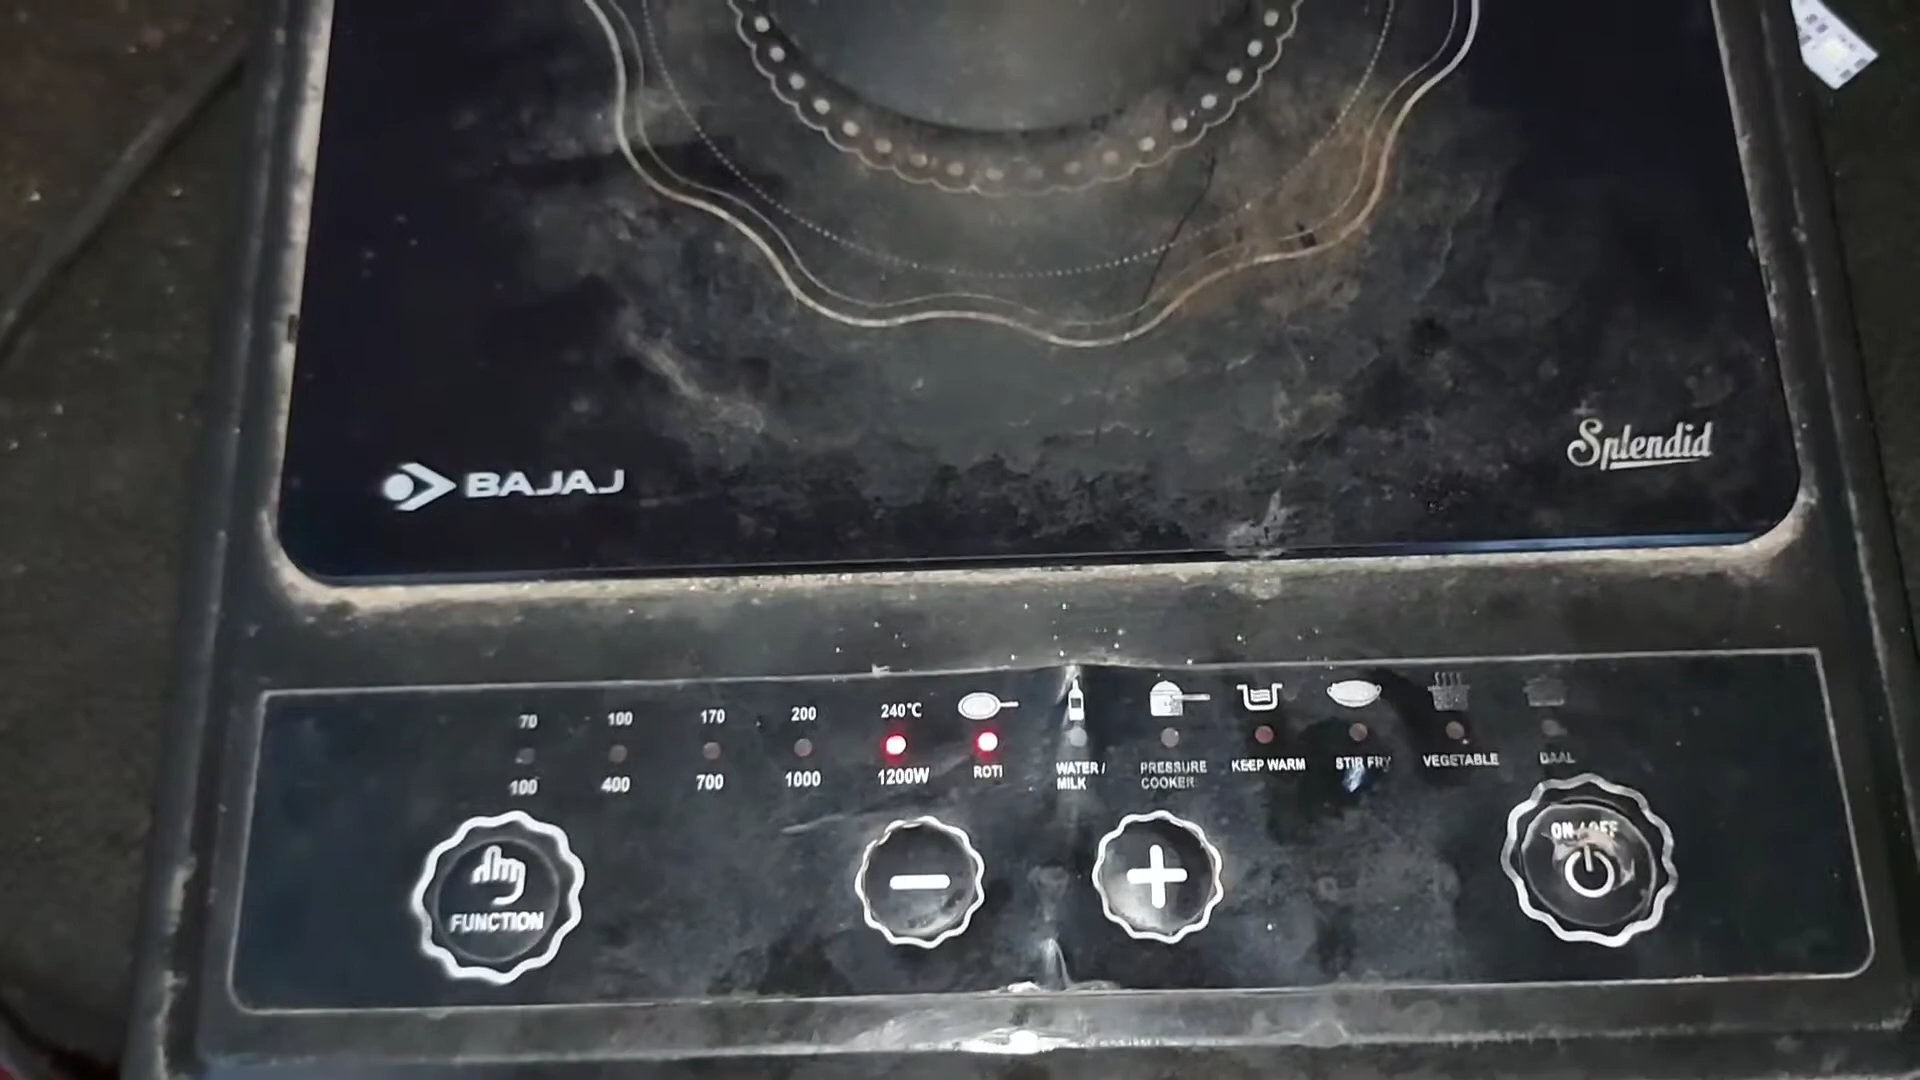 BAJAJ
Splendid
70 100 170 200 240°C
100 400 700 1000 1200W
ROTI
WATER /
MILK
PRESSURE
COOKER
KEEP WARM
STIR FRY
VEGETABLE
DAAL
FUNCTION
ON / OFF